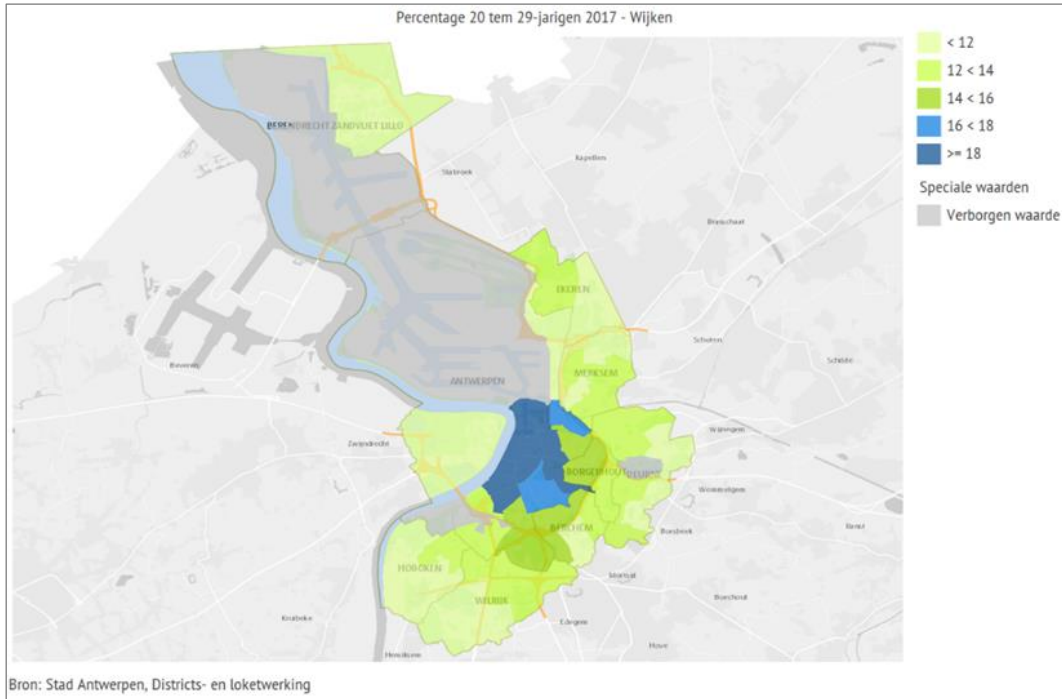 Percentage 20 tem 29-jarigen 2017 - Wijken
< 12
12 < 14
14 < 16
16 < 18
>= 18
Speciale waarden
Verborgen waarde
ZANDVLIET LILLO
Stabroek
Kapellen
Brasschaat
EKEREN
Schoten
Schilde
Beveren
MERKSEM
ANTWERPEN
Zwijndrecht
Wijnegem
BORGERHOUT
DEURNE
Wommelgem
Ranst
BERCHEM
Borsbeek
HOBOKEN
Mortsel
Boechout
WILRIJK
Kruibeke
Edegem
Hove
Hemiksem
Bron: Stad Antwerpen, Districts- en loketwerking